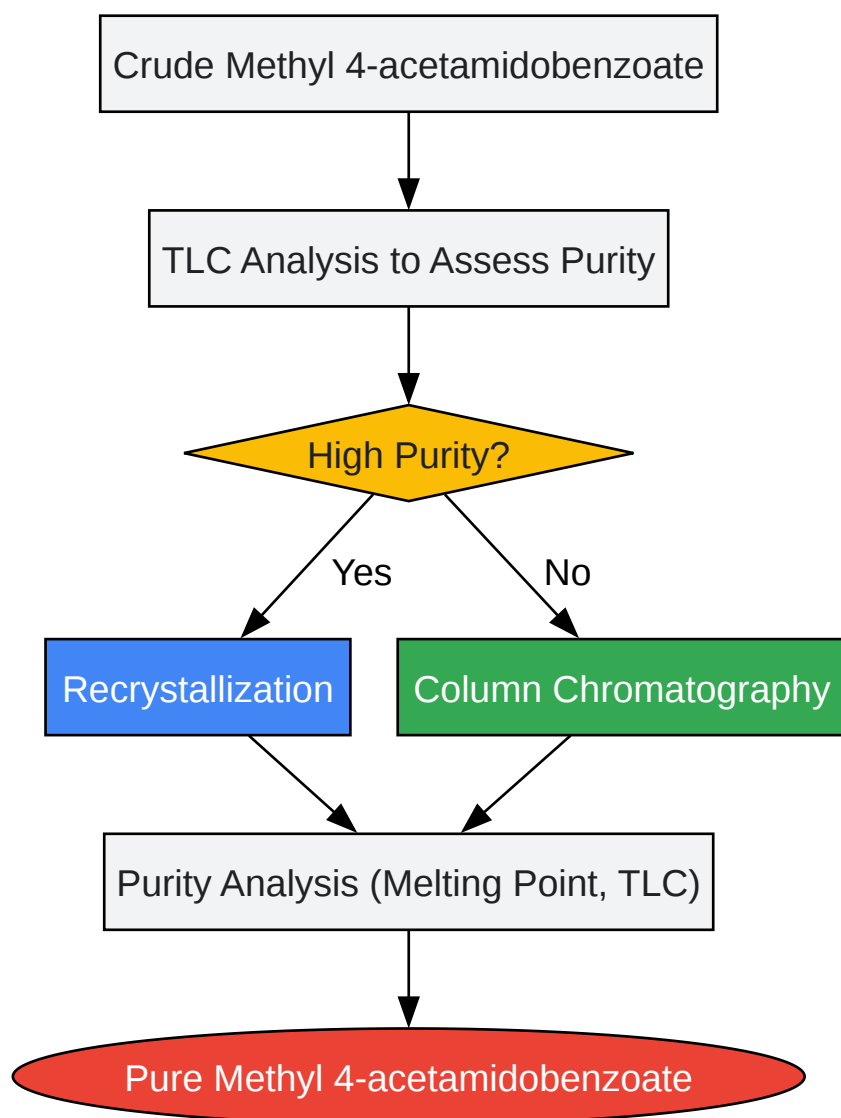 Crude Methyl 4-acetamidobenzoate
TLC Analysis to Assess Purity
High Purity?
Yes
No
Recrystallization
Column Chromatography
Purity Analysis (Melting Point, TLC)
Pure Methyl 4-acetamidobenzoate